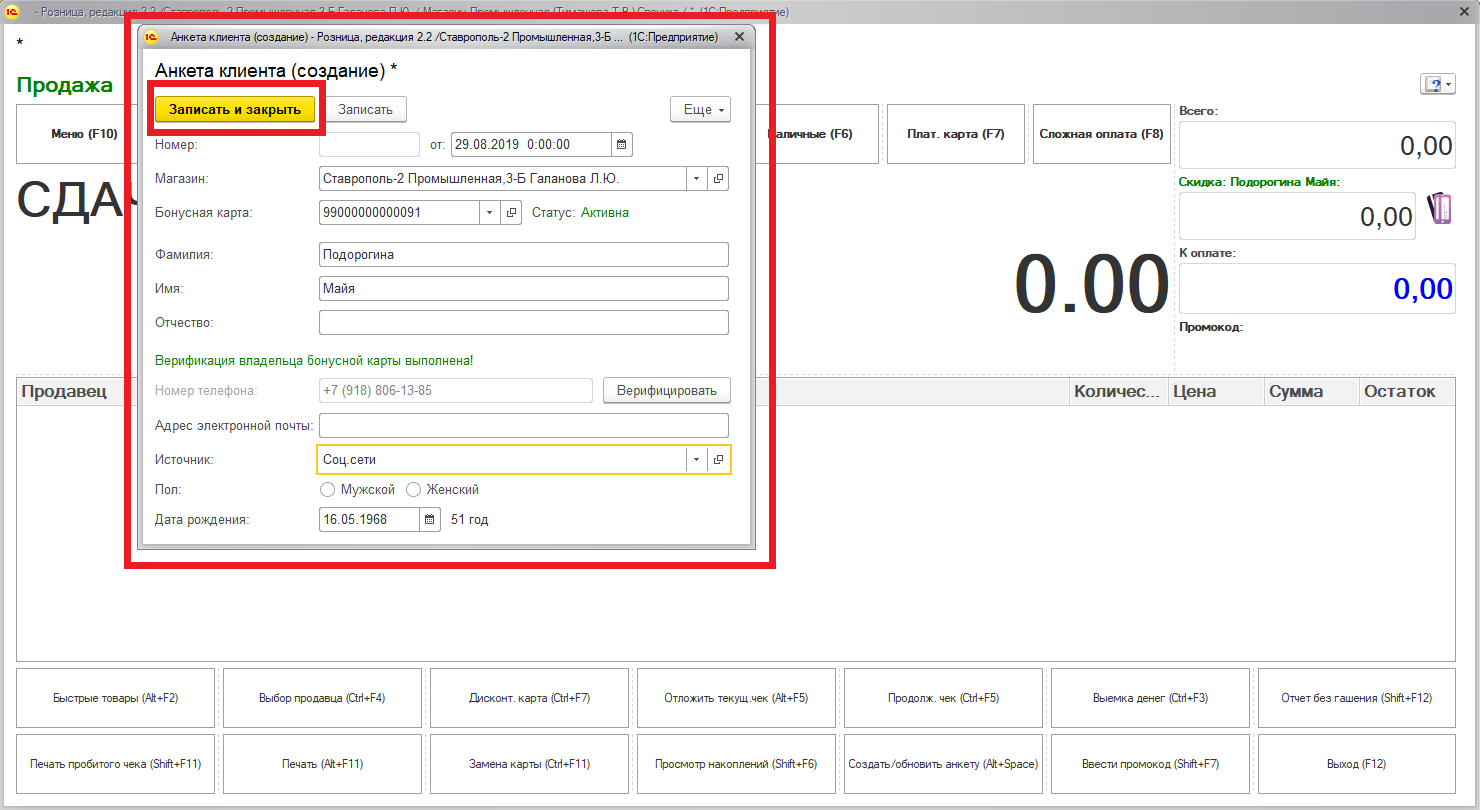 - Розница, редакция 2.2 /Ставрополь-2 Промышленная,3-Б Галанова Л.Ю. / Магазин Промышленная (Тимашова Т.В.) / * (1С:Предприятие)
*
Продажа
Меню (F10)
Наличные (F6)
Плат. карта (F7)
Сложная оплата (F8)
СДАЧ
0.00
Всего:
0,00
Скидка: Подорогина Майя:
0,00
К оплате:
0,00
Промокод:
Анкета клиента (создание) - Розница, редакция 2.2 /Ставрополь-2 Промышленная,3-Б ... (1С:Предприятие)
Анкета клиента (создание) *
Записать и закрыть
Записать
Еще
Номер:
от: 29.08.2019 0:00:00
Магазин: Ставрополь-2 Промышленная,3-Б Галанова Л.Ю.
Бонусная карта: 99000000000091 Статус: Активна
Фамилия: Подорогина
Имя: Майя
Отчество:
Верификация владельца бонусной карты выполнена!
Номер телефона: +7 (918) 806-13-85 Верифицировать
Адрес электронной почты:
Источник: Соц.сети
Пол: Мужской Женский
Дата рождения: 16.05.1968 51 год
Продавец Количес... Цена Сумма Остаток
Быстрые товары (Alt+F2)
Выбор продавца (Ctrl+F4)
Дисконт. карта (Ctrl+F7)
Отложить текущ.чек (Alt+F5)
Продолж. чек (Ctrl+F5)
Выемка денег (Ctrl+F3)
Отчет без гашения (Shift+F12)
Печать пробитого чека (Shift+F11)
Печать (Alt+F11)
Замена карты (Ctrl+F11)
Просмотр накоплений (Shift+F6)
Создать/обновить анкету (Alt+Space)
Ввести промокод (Shift+F7)
Выход (F12)